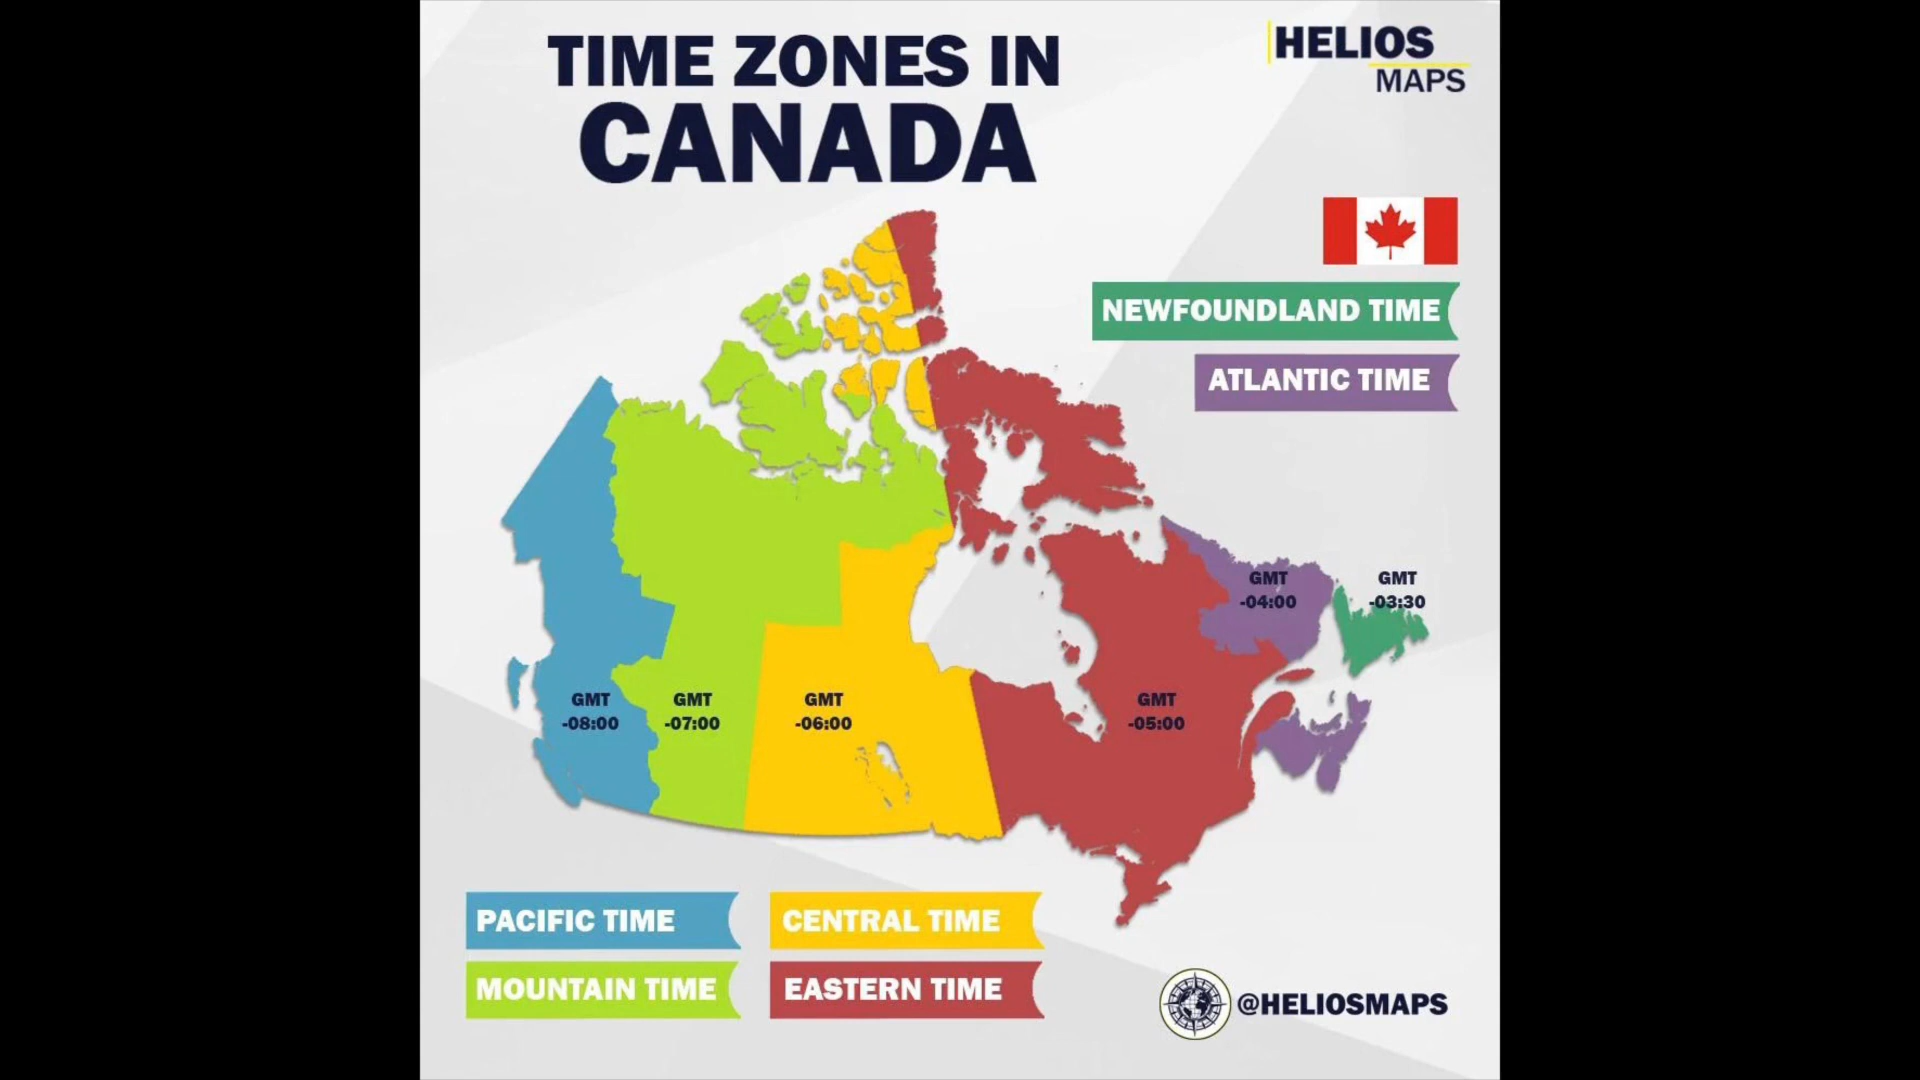 TIME ZONES IN
CANADA
HELIOS
MAPS
NEWFOUNDLAND TIME
ATLANTIC TIME
GMT
-04:00
GMT
-03:30
GMT
-08:00
GMT
-07:00
GMT
-06:00
GMT
-05:00
PACIFIC TIME
CENTRAL TIME
MOUNTAIN TIME
EASTERN TIME
@HELIOSMAPS